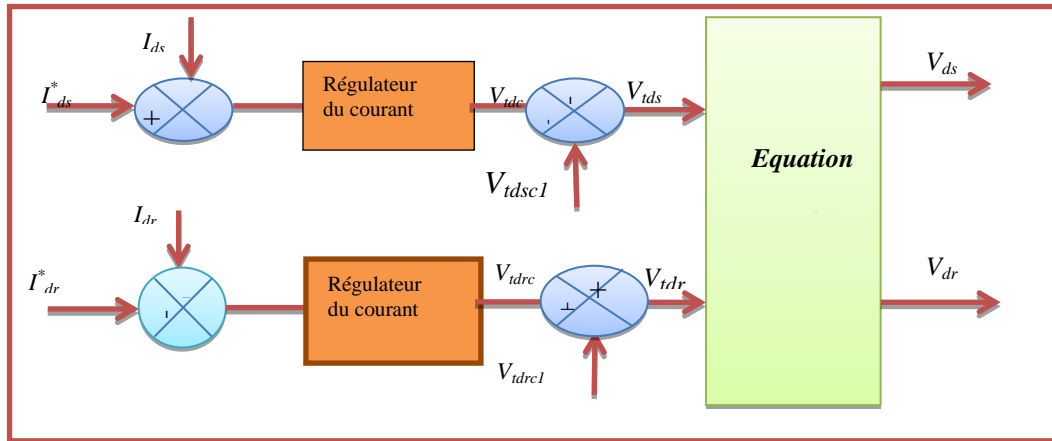 I_ds
I*_ds
+
Régulateur
du courant
V_tdc
V_tds
V_tdsc1
Equation
V_ds
I_dr
I*_dr
Régulateur
du courant
V_tdrc
+
V_tdr
V_tdrc1
V_dr